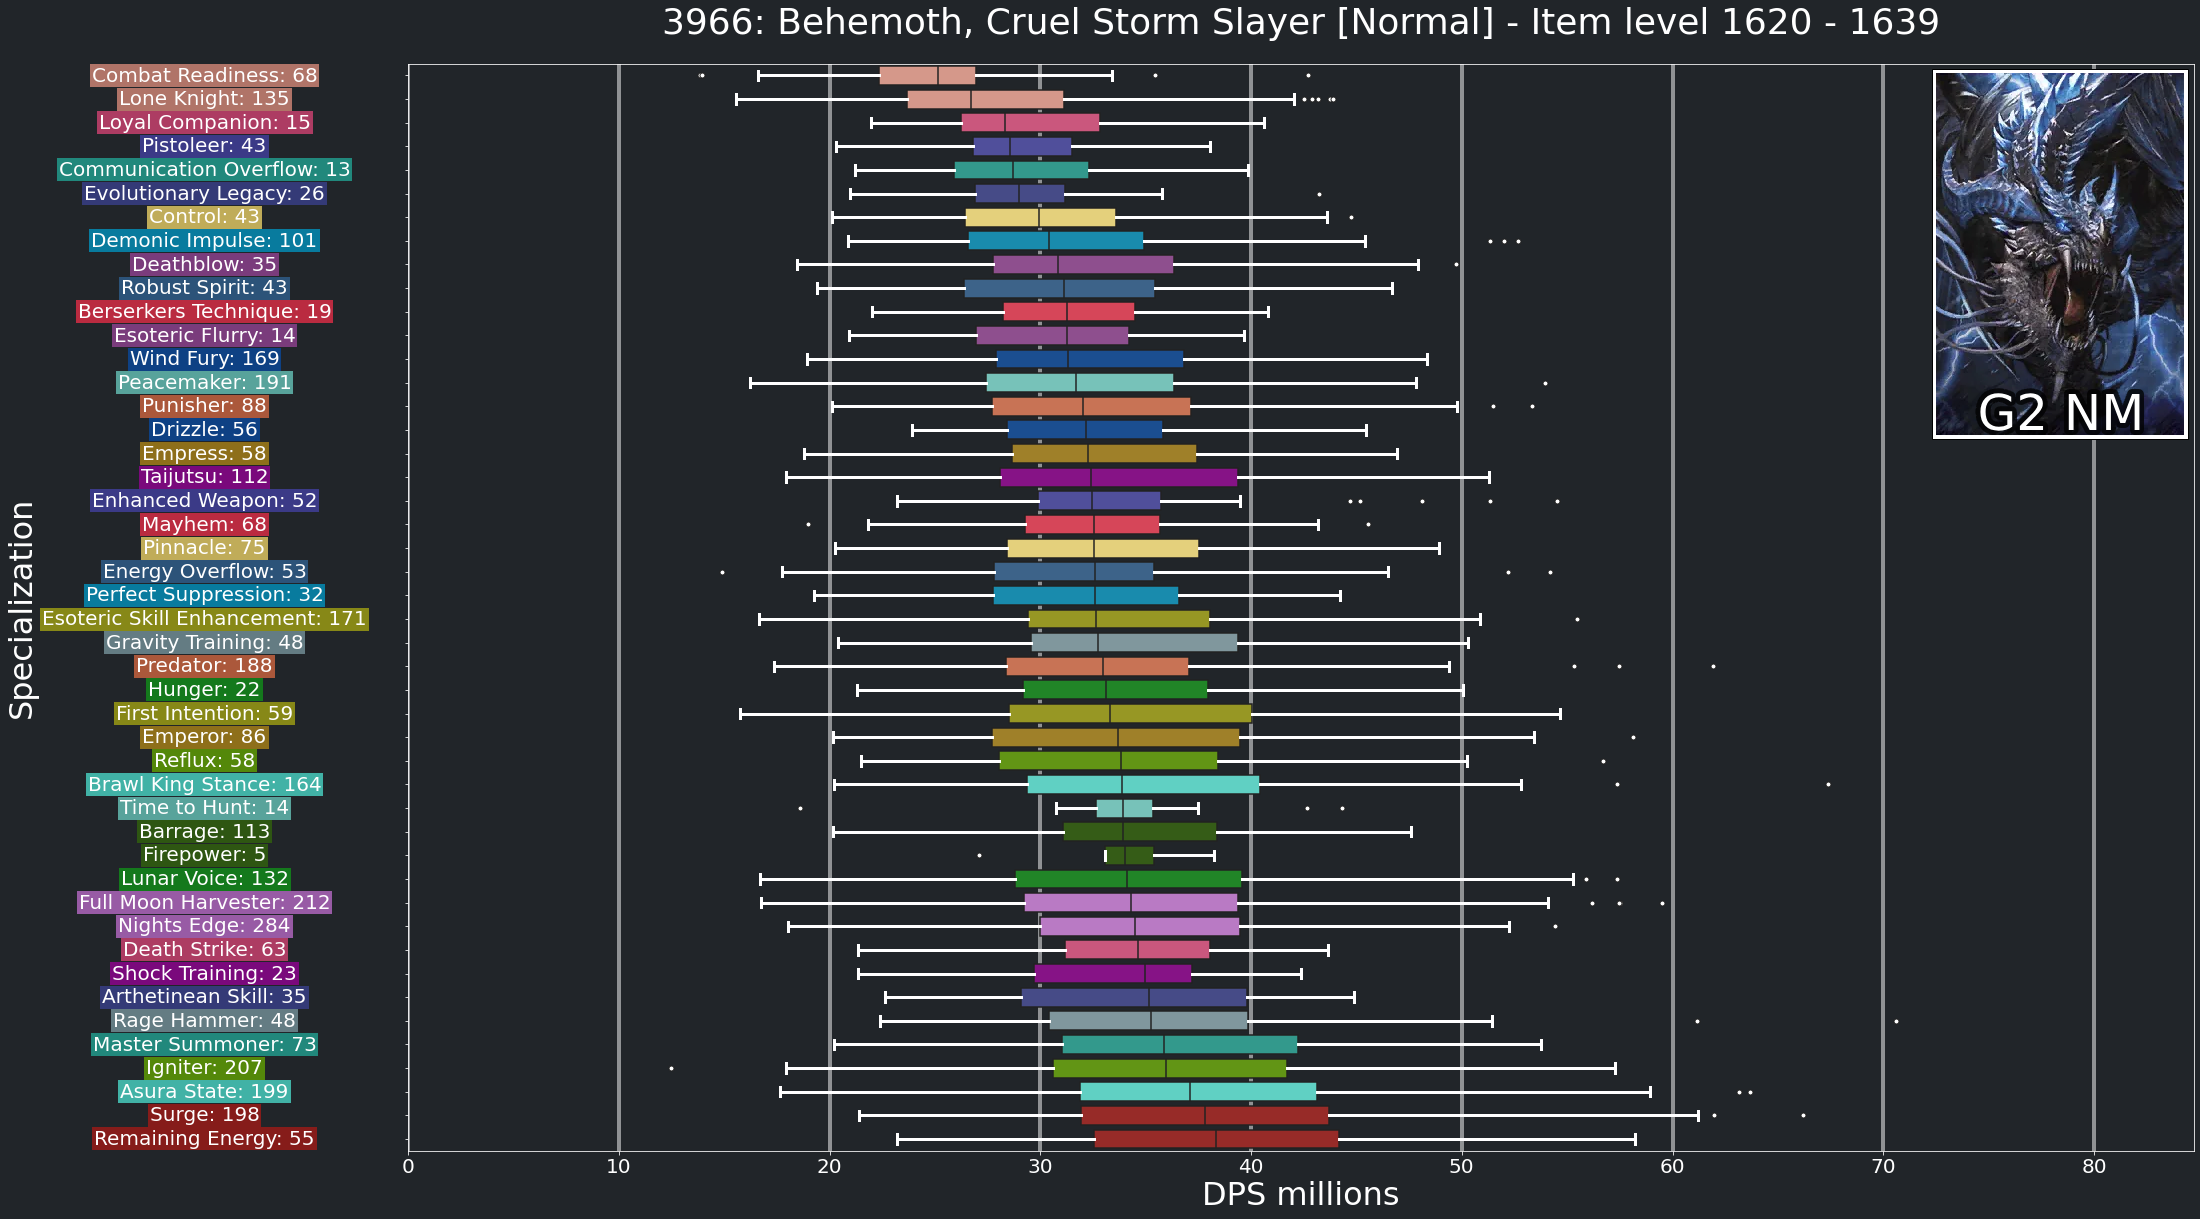 3966: Behemoth, Cruel Storm Slayer [Normal] - Item level 1620 - 1639
Combat Readiness: 68
Lone Knight: 135
Loyal Companion: 15
Pistoleer: 43
Communication Overflow: 13
Evolutionary Legacy: 26
Control: 43
Demonic Impulse: 101
Deathblow: 35
Robust Spirit: 43
Berserkers Technique: 19
Esoteric Flurry: 14
Wind Fury: 169
Peacemaker: 191
Punisher: 88
Drizzle: 56
Empress: 58
Taijutsu: 112
Enhanced Weapon: 52
Mayhem: 68
Pinnacle: 75
Energy Overflow: 53
Perfect Suppression: 32
Esoteric Skill Enhancement: 171
Gravity Training: 48
Predator: 188
Hunger: 22
First Intention: 59
Emperor: 86
Reflux: 58
Brawl King Stance: 164
Time to Hunt: 14
Barrage: 113
Firepower: 5
Lunar Voice: 132
Full Moon Harvester: 212
Nights Edge: 284
Death Strike: 63
Shock Training: 23
Arthetinean Skill: 35
Rage Hammer: 48
Master Summoner: 73
Igniter: 207
Asura State: 199
Surge: 198
Remaining Energy: 55
Specialization
G2 NM
0 10 20 30 40 50 60 70 80
DPS millions